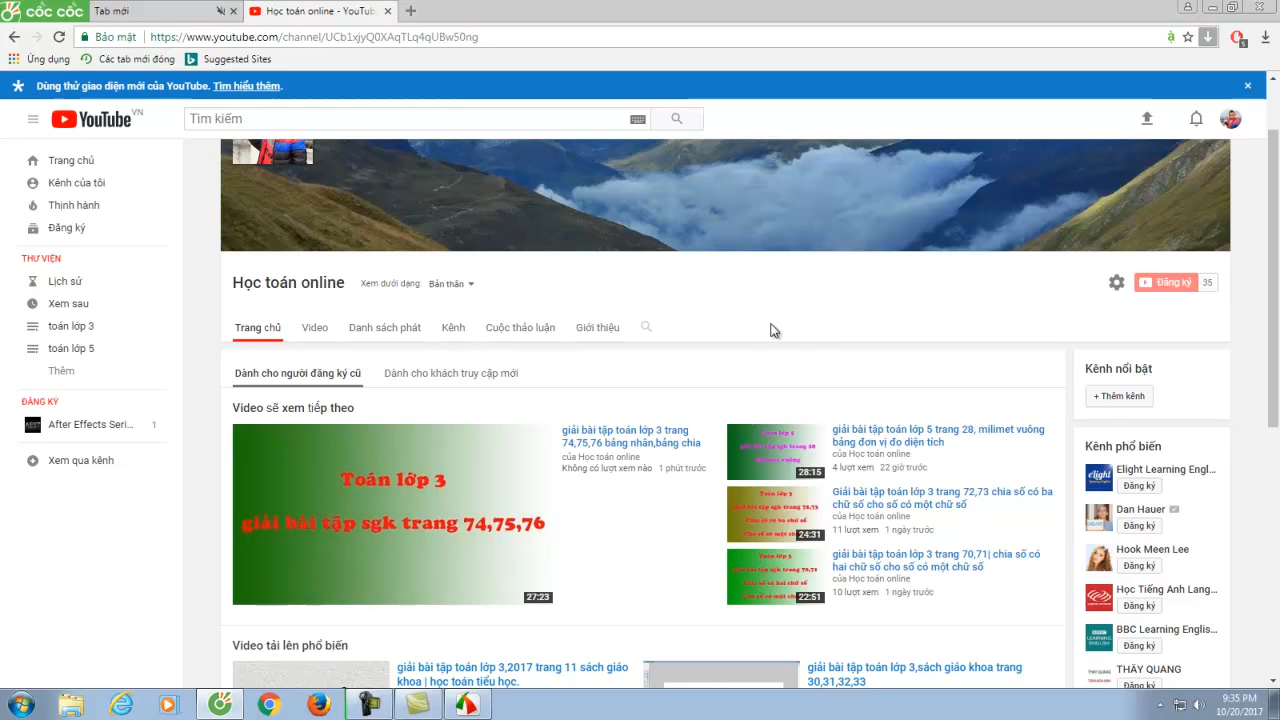 cốc cốc
Tab mới
Học toán online - YouTub
Bảo mật
https://www.youtube.com/channel/UCb1xjyQ0XAqTLq4qUBw50ng
5
Ứng dụng
Các tab mới đóng
Suggested Sites
Dùng thử giao diện mới của YouTube. Tìm hiểu thêm.
YouTube VN
Tìm kiếm
Trang chủ
Kênh của tôi
Thịnh hành
Đăng ký
THƯ VIỆN
Lịch sử
Xem sau
toán lớp 3
toán lớp 5
Thêm
ĐĂNG KÝ
After Effects Seri... 1
Xem qua kênh
Học toán online
Xem dưới dạng: Bản thân
Đăng ký 35
Trang chủ
Video
Danh sách phát
Kênh
Cuộc thảo luận
Giới thiệu
Dành cho người đăng ký cũ
Dành cho khách truy cập mới
Video sẽ xem tiếp theo
Toán lớp 3
giải bài tập sgk trang 74,75,76
27:23
giải bài tập toán lớp 3 trang
74,75,76 bảng nhân,bảng chia
của Học toán online
Không có lượt xem nào 1 phút trước
28:15
giải bài tập toán lớp 5 trang 28, milimet vuông
bảng đơn vị đo diện tích
của Học toán online
4 lượt xem 22 giờ trước
24:31
Giải bài tập toán lớp 3 trang 72,73 chia số có ba
chữ số cho số có một chữ số
của Học toán online
11 lượt xem 1 ngày trước
22:51
giải bài tập toán lớp 3 trang 70,71| chia số có
hai chữ số cho số có một chữ số
của Học toán online
10 lượt xem 1 ngày trước
Video tải lên phổ biến
giải bài tập toán lớp 3,2017 trang 11 sách giáo
khoa | học toán tiểu học.
giải bài tập toán lớp 3,sách giáo khoa trang
30,31,32,33
Kênh nổi bật
+ Thêm kênh
Kênh phổ biến
Elight Learning Engl...
Đăng ký
Dan Hauer
Đăng ký
Hook Meen Lee
Đăng ký
Học Tiếng Anh Lang...
Đăng ký
BBC Learning Englis...
Đăng ký
THẦY QUANG
Đăng ký
9:35 PM
10/20/2017